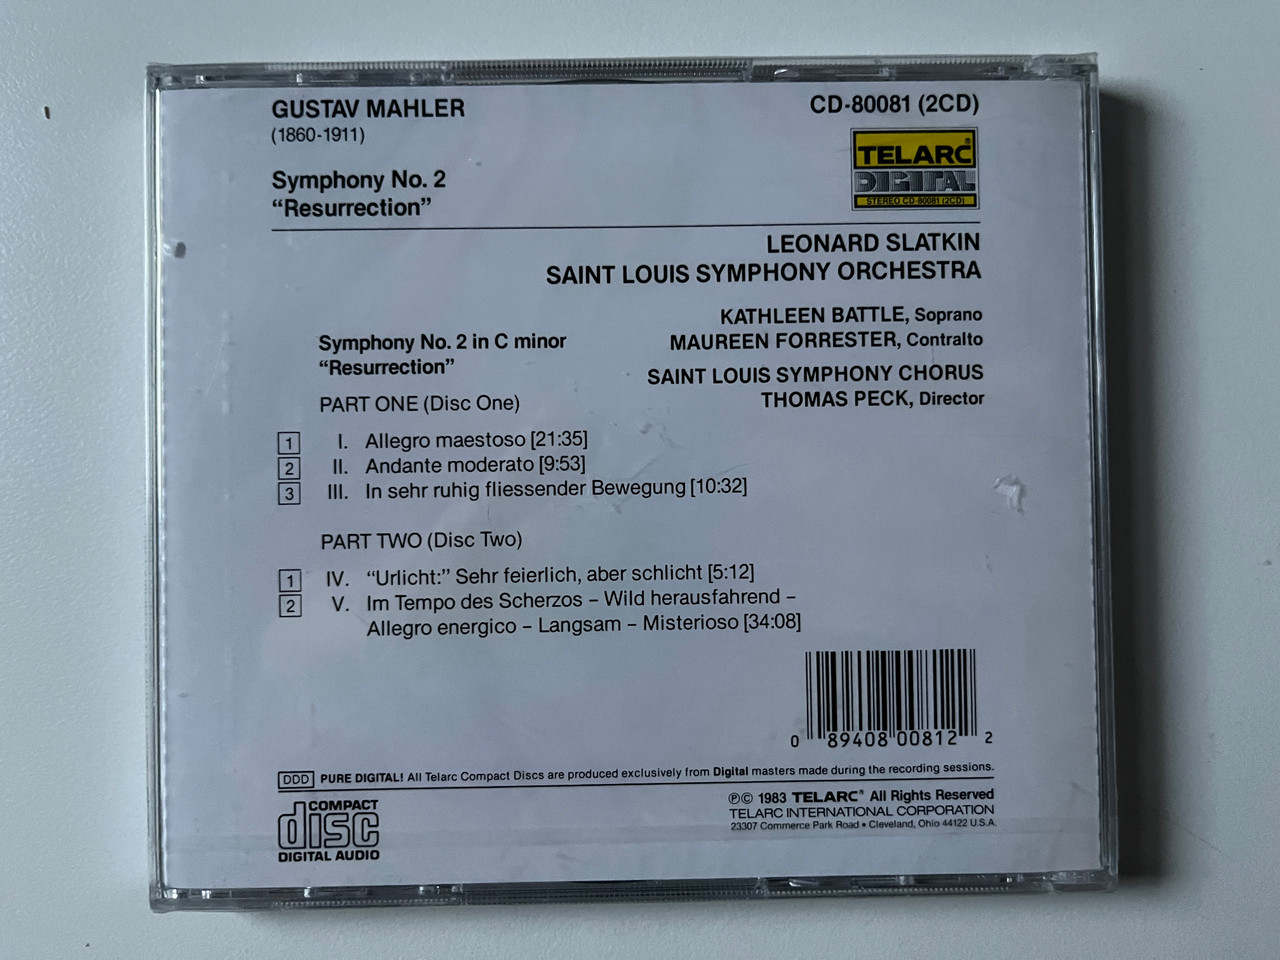 GUSTAV MAHLER
(1860-1911)
CD-80081 (2CD)
TELARC®
DIGITAL
STEREO CD-80081 (2CD)
Symphony No. 2
“Resurrection”
LEONARD SLATKIN
SAINT LOUIS SYMPHONY ORCHESTRA
KATHLEEN BATTLE, Soprano
MAUREEN FORRESTER, Contralto
SAINT LOUIS SYMPHONY CHORUS
THOMAS PECK, Director
Symphony No. 2 in C minor
“Resurrection”
PART ONE (Disc One)
1 I. Allegro maestoso [21:35]
2 II. Andante moderato [9:53]
3 III. In sehr ruhig fliessender Bewegung [10:32]
PART TWO (Disc Two)
1 IV. “Urlicht:” Sehr feierlich, aber schlicht [5:12]
2 V. Im Tempo des Scherzos – Wild herausfahrend –
Allegro energico – Langsam – Misterioso [34:08]
0 89408 00812 2
DDD PURE DIGITAL! All Telarc Compact Discs are produced exclusively from Digital masters made during the recording sessions.
COMPACT
disc
DIGITAL AUDIO
℗© 1983 TELARC® All Rights Reserved
TELARC INTERNATIONAL CORPORATION
23307 Commerce Park Road • Cleveland, Ohio 44122 U.S.A.